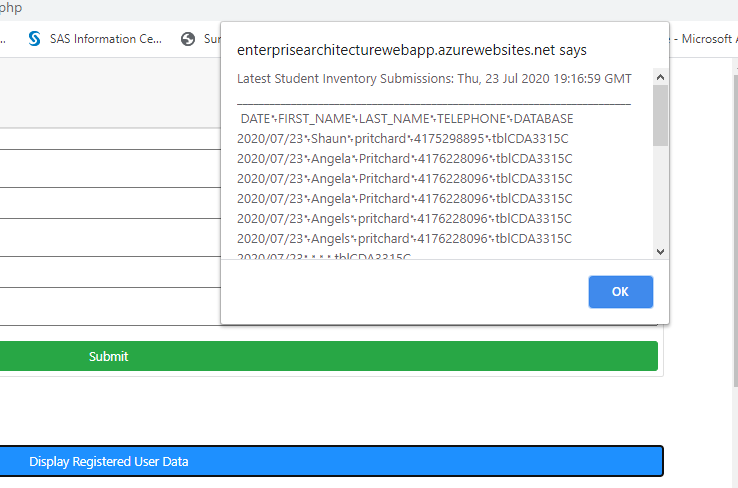 php
... SAS Information Ce... Sur
- Microsoft A
enterprisearchitecturewebapp.azurewebsites.net says
Latest Student Inventory Submissions: Thu, 23 Jul 2020 19:16:59 GMT
DATE•,•FIRST_NAME•,•LAST_NAME•,•TELEPHONE•,•DATABASE
2020/07/23•,•Shaun•,•pritchard•,•4175298895•,•tblCDA3315C
2020/07/23•,•Angela•,•Pritchard•,•4176228096•,•tblCDA3315C
2020/07/23•,•Angela•,•Pritchard•,•4176228096•,•tblCDA3315C
2020/07/23•,•Angela•,•Pritchard•,•4176228096•,•tblCDA3315C
2020/07/23•,•Angels•,•pritchard•,•4176228096•,•tblCDA3315C
2020/07/23•,•Angels•,•pritchard•,•4176228096•,•tblCDA3315C
2020/07/23•,•,•,•,•tblCDA3315C
OK
Submit
Display Registered User Data